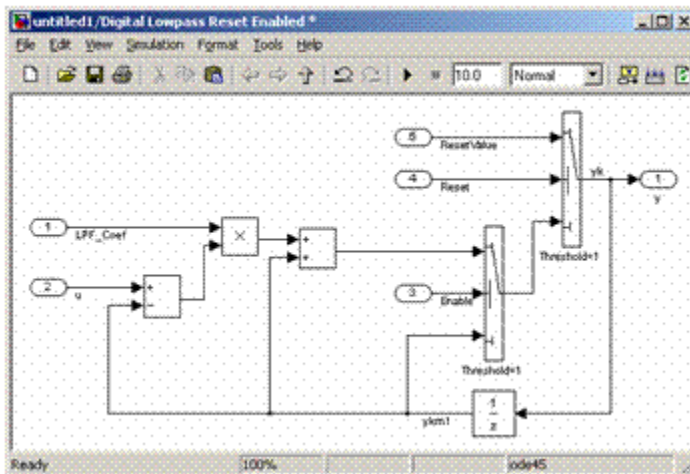 untitled1/Digital Lowpass Reset Enabled *
File Edit View Simulation Format Tools Help
10.0 Normal
5
ResetValue
4
Reset
yk
1
y
1
LPF_Coef
×
+
+
Threshold=1
2
u
+
−
3
Enable
Threshold=1
ykm1
1
z
Ready 100% ode45